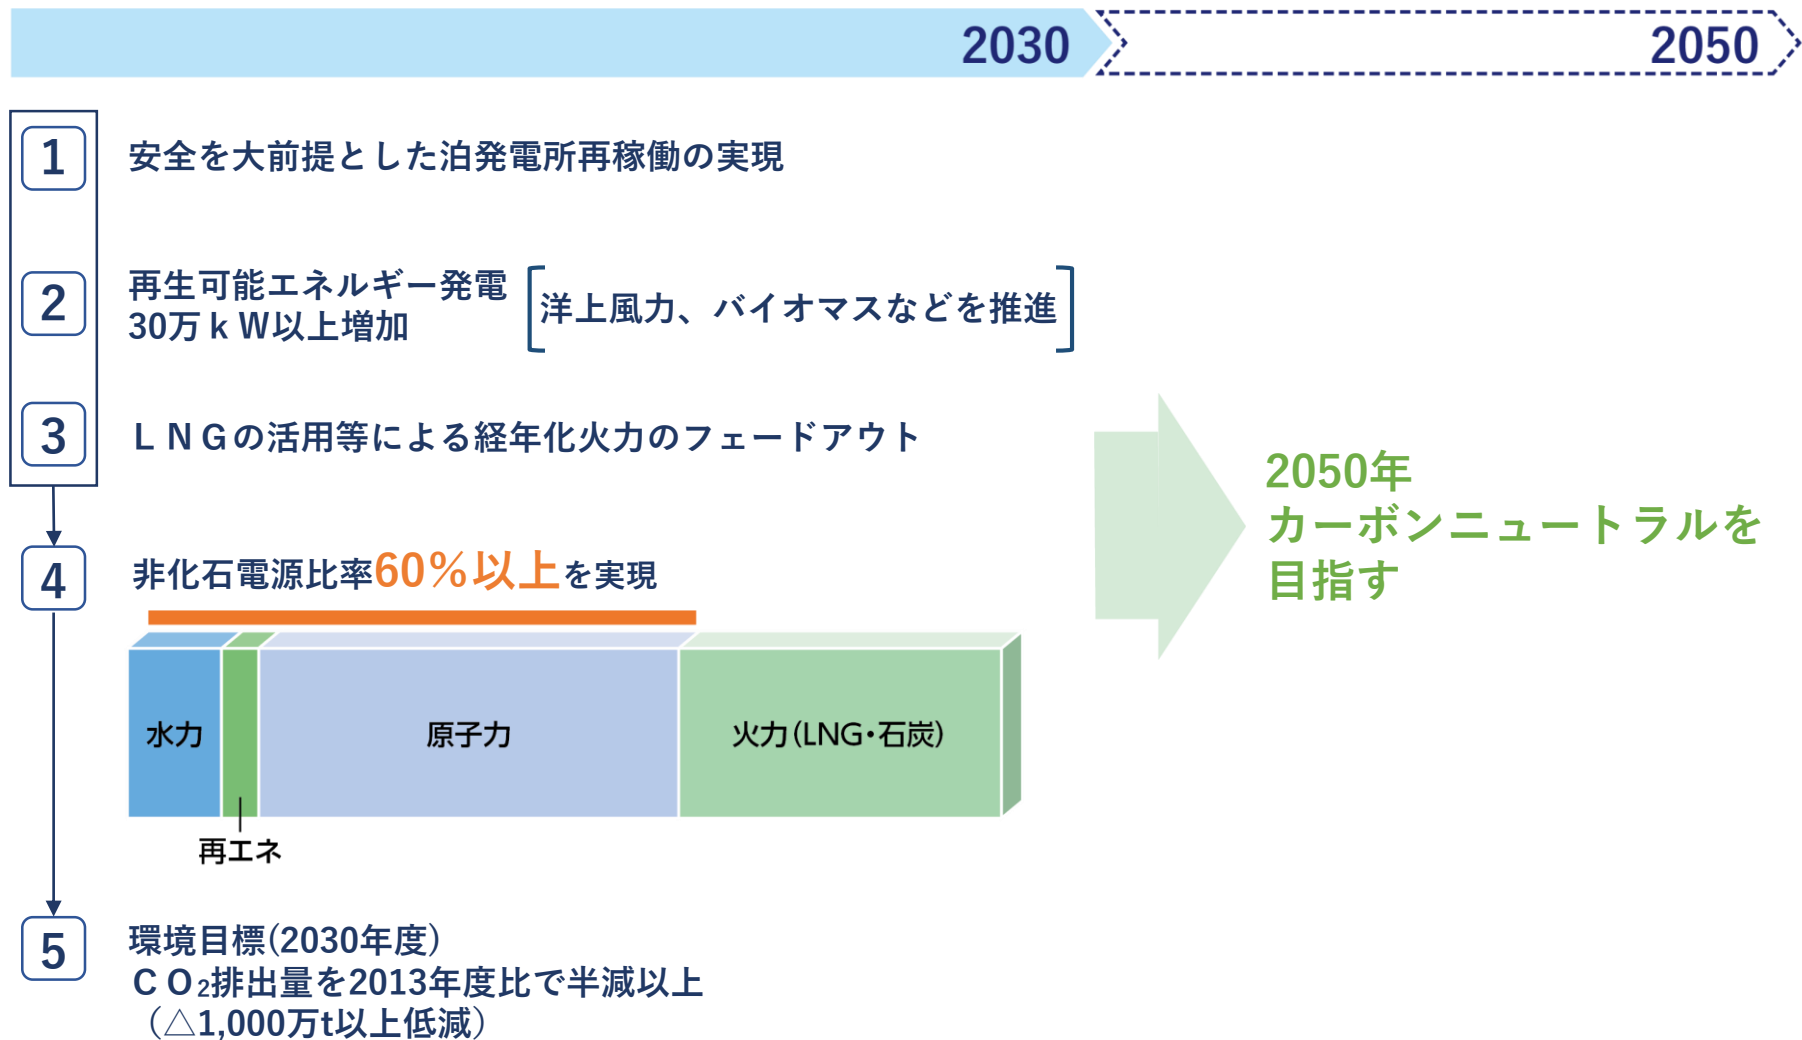 2030
2050
1
安全を大前提とした泊発電所再稼働の実現
2
再生可能エネルギー発電
30万ｋＷ以上増加
洋上風力、バイオマスなどを推進
3
ＬＮＧの活用等による経年化火力のフェードアウト
2050年
カーボンニュートラルを
目指す
4
非化石電源比率60%以上を実現
水力
原子力
火力(LNG・石炭)
再エネ
5
環境目標(2030年度)
ＣＯ₂排出量を2013年度比で半減以上
（△1,000万t以上低減）